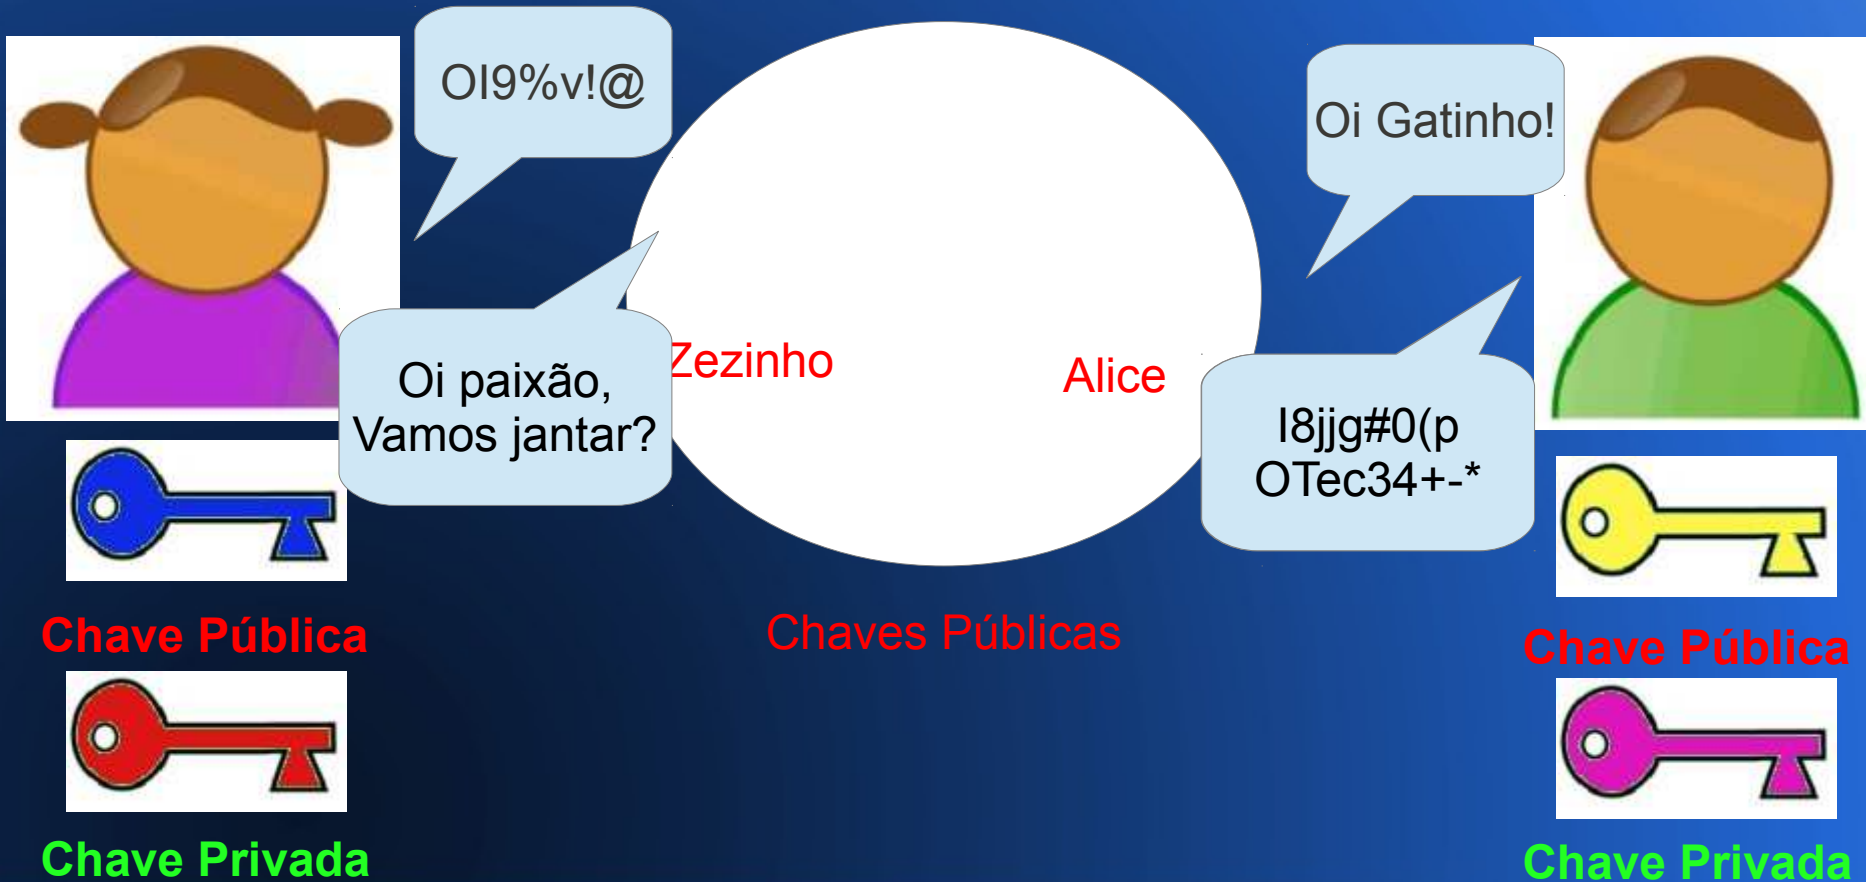 OI9%v!@
Oi Gatinho!
Oi paixão,
Vamos jantar?
Zezinho
Alice
I8jjg#0(p
OTec34+-*
Chave Pública
Chaves Públicas
Chave Pública
Chave Privada
Chave Privada